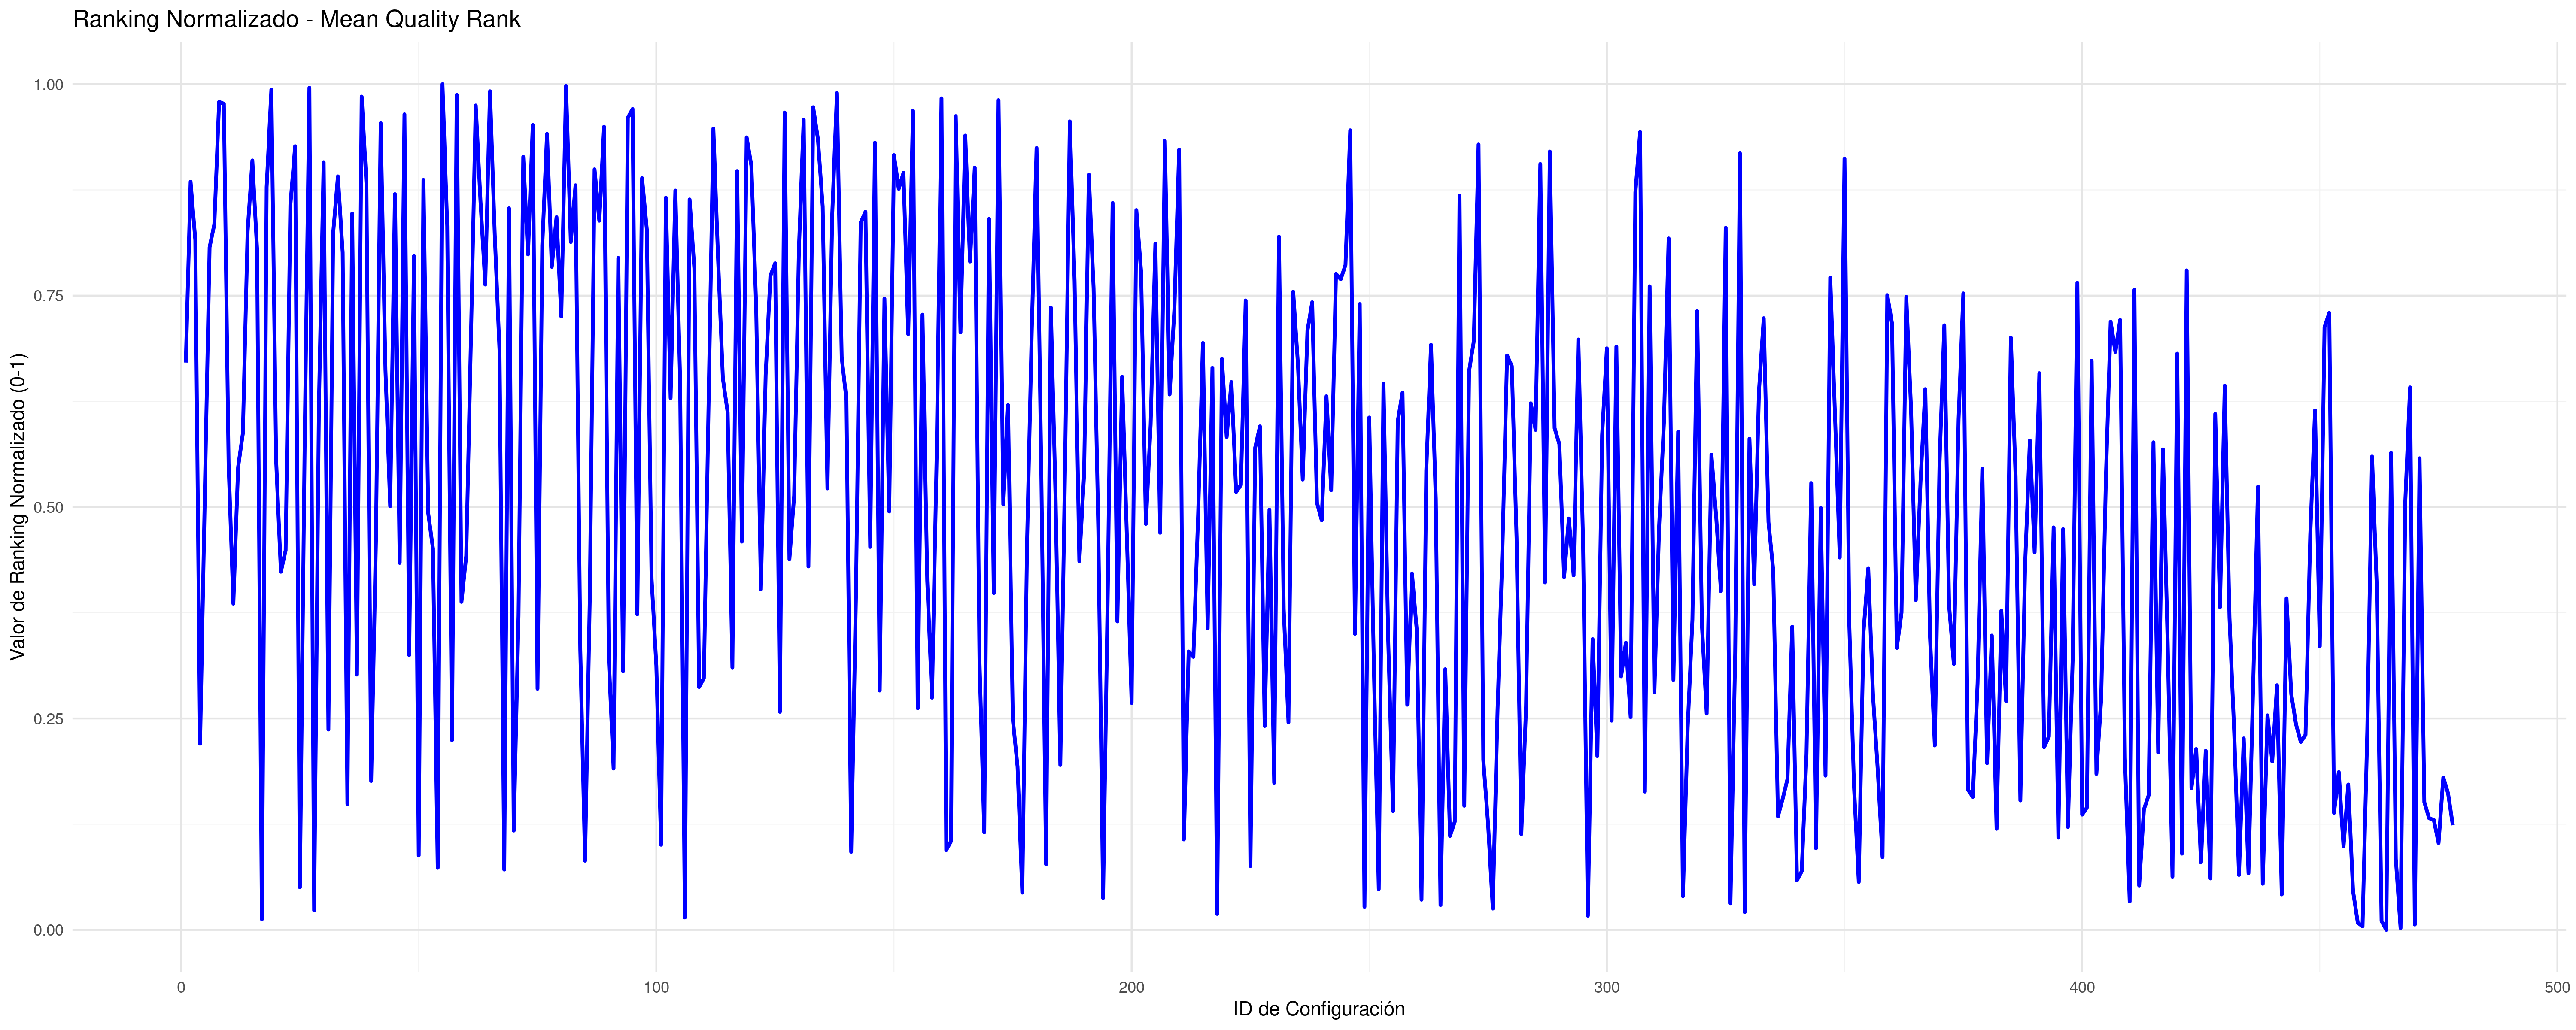 Ranking Normalizado - Mean Quality Rank
Valor de Ranking Normalizado (0-1)
1.00
0.75
0.50
0.25
0.00
0 100 200 300 400 500
ID de Configuración